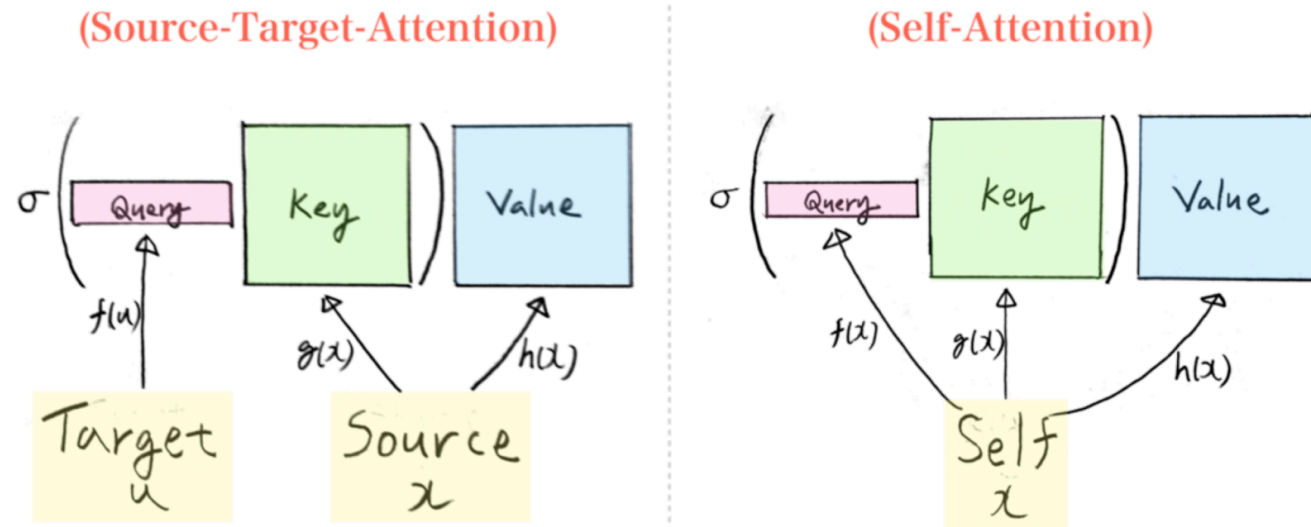 (Source-Target-Attention)
σ ( Query Key ) Value
f(u)
g(x)
h(x)
Target
u
Source
x
(Self-Attention)
σ ( Query Key ) Value
f(x)
g(x)
h(x)
Self
x